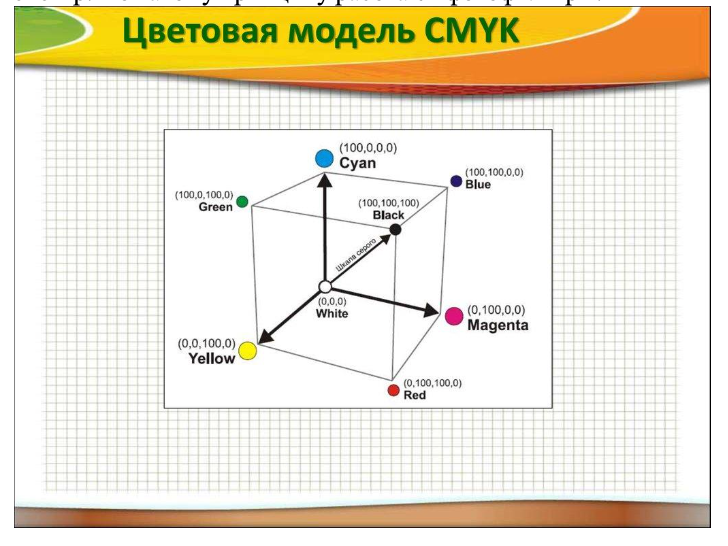 Цветовая модель CMYK
(100,0,0,0)
Cyan
(100,100,0,0)
Blue
(100,0,100,0)
Green
(100,100,100)
Black
Шкала серого
(0,0,0)
White
(0,100,0,0)
Magenta
(0,0,100,0)
Yellow
(0,100,100,0)
Red